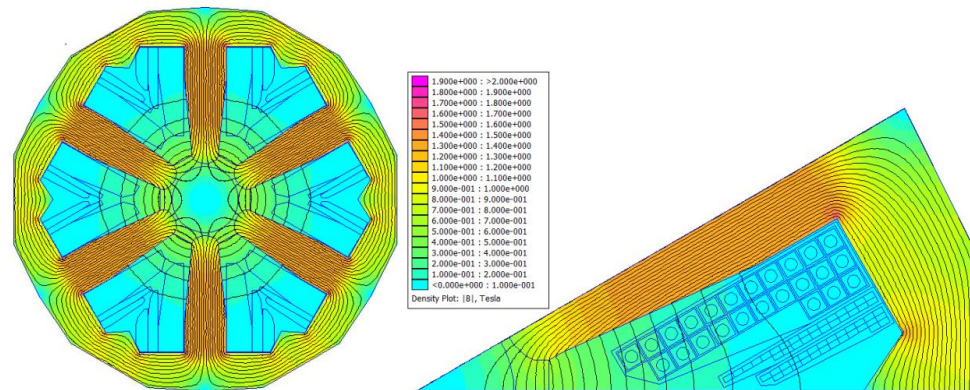 1.900e+000 : >2.000e+000
1.800e+000 : 1.900e+000
1.700e+000 : 1.800e+000
1.600e+000 : 1.700e+000
1.500e+000 : 1.600e+000
1.400e+000 : 1.500e+000
1.300e+000 : 1.400e+000
1.200e+000 : 1.300e+000
1.100e+000 : 1.200e+000
1.000e+000 : 1.100e+000
9.000e-001 : 1.000e+000
8.000e-001 : 9.000e-001
7.000e-001 : 8.000e-001
6.000e-001 : 7.000e-001
5.000e-001 : 6.000e-001
4.000e-001 : 5.000e-001
3.000e-001 : 4.000e-001
2.000e-001 : 3.000e-001
1.000e-001 : 2.000e-001
<0.000e+000 : 1.000e-001
Density Plot: |B|, Tesla